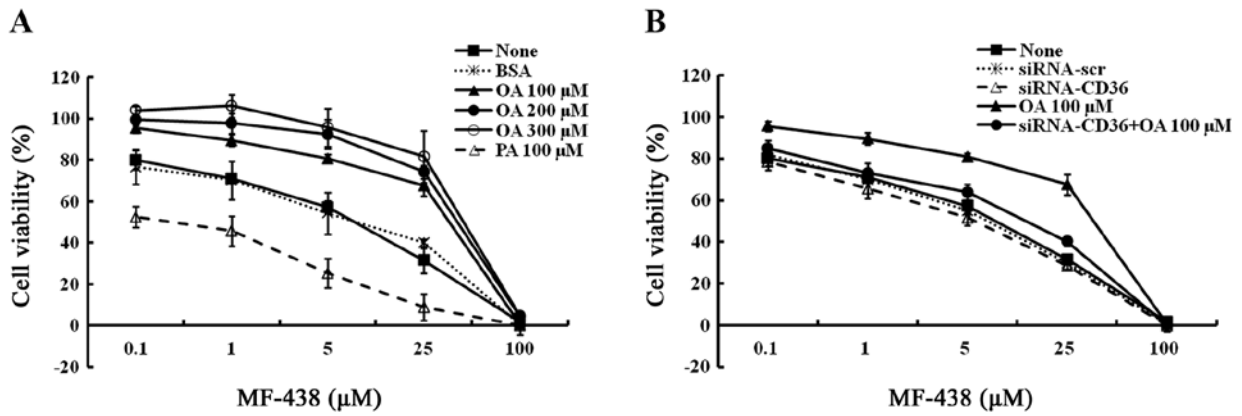 A
None
BSA
OA 100 μM
OA 200 μM
OA 300 μM
PA 100 μM
Cell viability (%)
120
100
80
60
40
20
0
-20
0.1 1 5 25 100
MF-438 (μM)
B
None
siRNA-scr
siRNA-CD36
OA 100 μM
siRNA-CD36+OA 100 μM
Cell viability (%)
120
100
80
60
40
20
0
-20
0.1 1 5 25 100
MF-438 (μM)